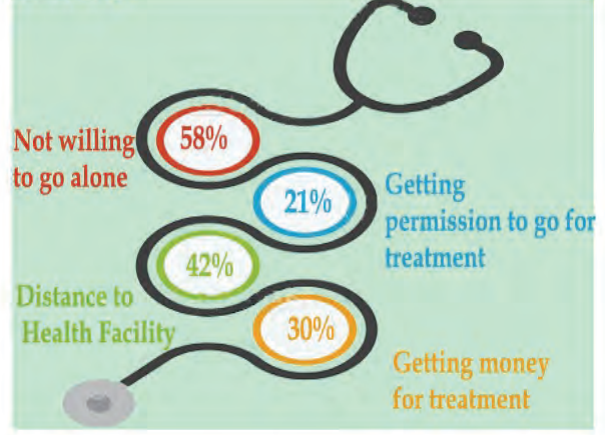 58%
Not willing
to go alone
21%
Getting
permission to go for
treatment
42%
Distance to
Health Facility
30%
Getting money
for treatment